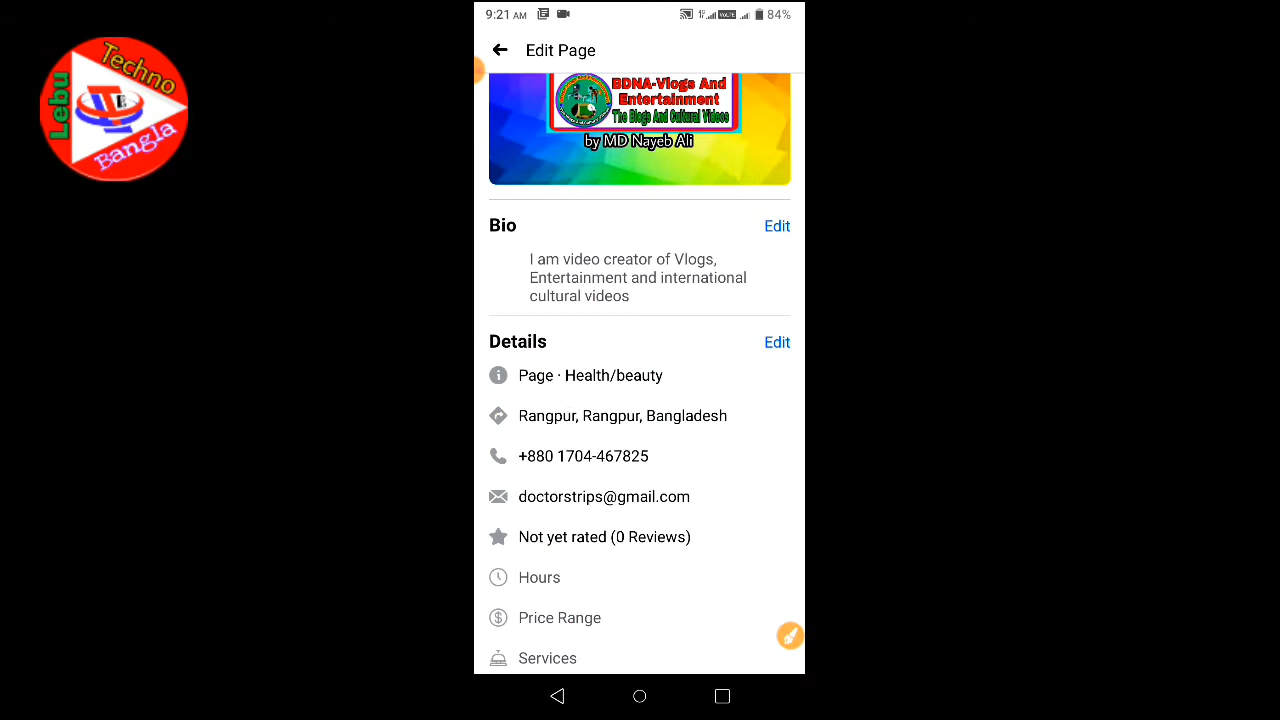 Lebu Techno Bangla
9:21 AM
VoLTE 84%
Edit Page
BDNA-Vlogs And
Entertainment
The Blogs And Cultural Videos
by MD Nayeb Ali
Bio Edit
I am video creator of Vlogs,
Entertainment and international
cultural videos
Details Edit
Page · Health/beauty
Rangpur, Rangpur, Bangladesh
+880 1704-467825
doctorstrips@gmail.com
Not yet rated (0 Reviews)
Hours
Price Range
Services